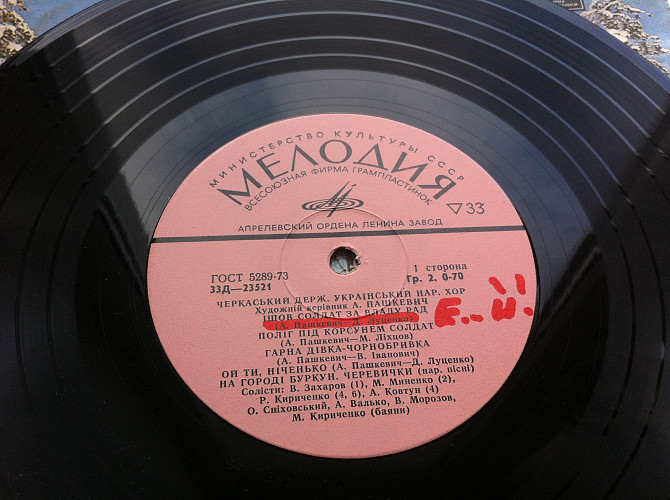 МИНИСТЕРСТВО КУЛЬТУРЫ СССР
МЕЛОДИЯ
ВСЕСОЮЗНАЯ ФИРМА ГРАМПЛАСТИНОК
▽33
АПРЕЛЕВСКИЙ ОРДЕНА ЛЕНИНА ЗАВОД
ГОСТ 5289-73
33Д—23521
1 сторона
Гр. 2. 0-70
ЧЕРКАСЬКИЙ ДЕРЖ. УКРАЇНСЬКИЙ НАР. ХОР
Художній керівник А. ПАШКЕВИЧ
ІШОВ СОЛДАТ ЗА ВЛАДУ РАД
(А. Пашкевич—Д. Луценко)
ПОЛІГ ПІД КОРСУНЕМ СОЛДАТ
(А. Пашкевич—М. Ліхцов)
ГАРНА ДІВКА-ЧОРНОБРИВКА
(А. Пашкевич—В. Іванович)
ОЙ ТИ, НІЧЕНЬКО (А. Пашкевич—Д. Луценко)
НА ГОРОДІ БУРКУН. ЧЕРЕВИЧКИ (нар. пісні)
Солісти: В. Захаров (1), М. Миненко (2),
Р. Кириченко (4, 6), А. Ковтун (4)
О. Сніховський, А. Валько, В. Морозов,
М. Кириченко (баяни)